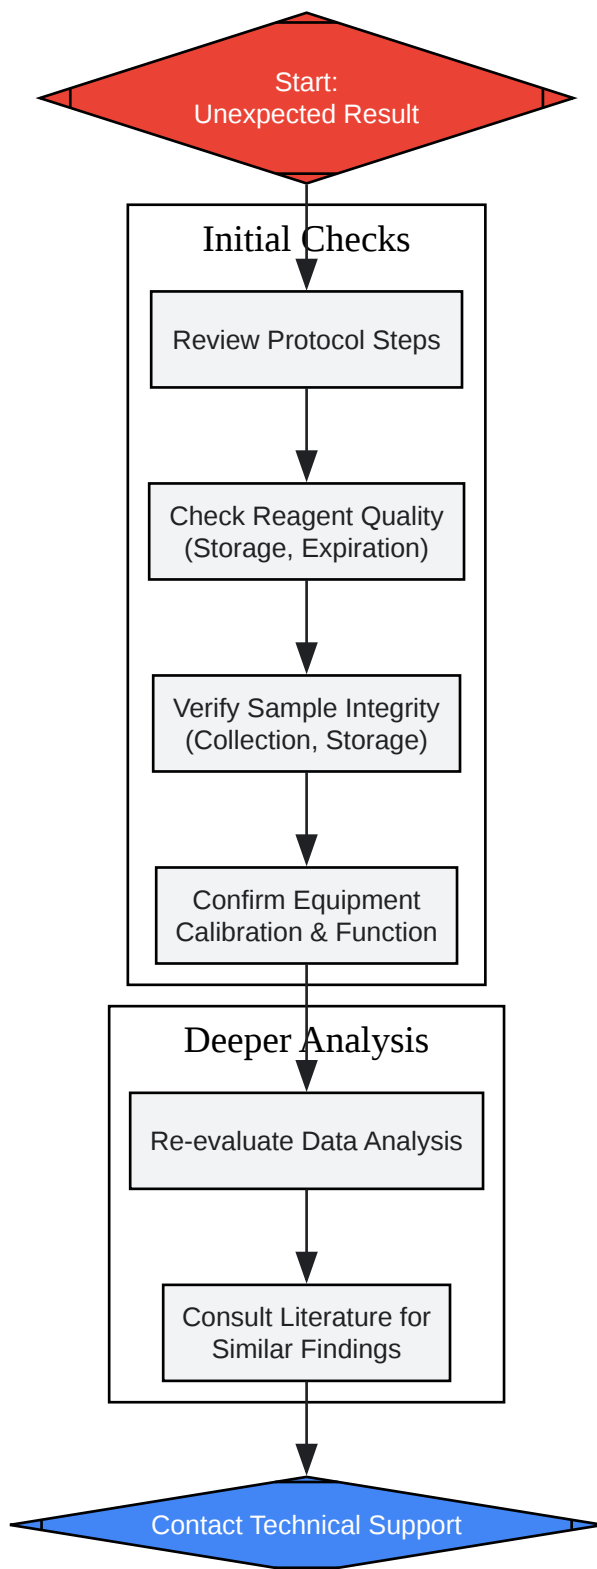 Start:
Unexpected Result
Initial Checks
Review Protocol Steps
Check Reagent Quality
(Storage, Expiration)
Verify Sample Integrity
(Collection, Storage)
Confirm Equipment
Calibration & Function
Deeper Analysis
Re-evaluate Data Analysis
Consult Literature for
Similar Findings
Contact Technical Support